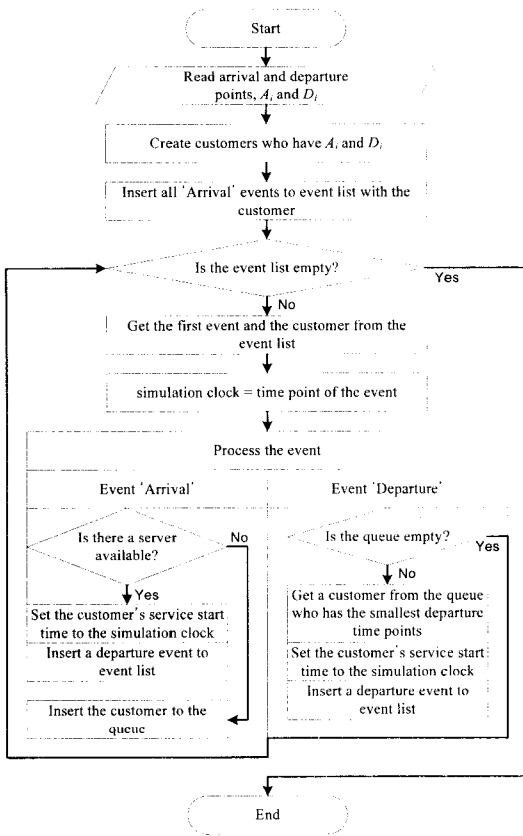 Start
Read arrival and departure
points, Ai and Di
Create customers who have Ai and Di
Insert all 'Arrival' events to event list with the
customer
Is the event list empty?
Yes
No
Get the first event and the customer from the
event list
simulation clock = time point of the event
Process the event
Event 'Arrival'
Is there a server
available?
No
Yes
Set the customer's service start
time to the simulation clock
Insert a departure event to
event list
Insert the customer to the
queue
Event 'Departure'
Is the queue empty?
Yes
No
Get a customer from the queue
who has the smallest departure
time points
Set the customer's service start
time to the simulation clock
Insert a departure event to
event list
End